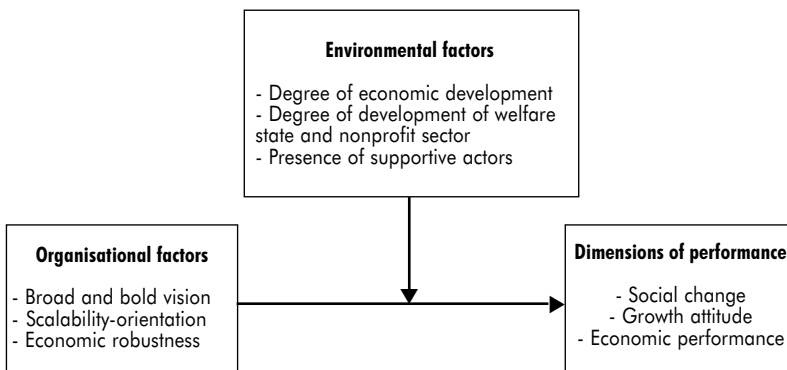 Environmental factors
- Degree of economic development
- Degree of development of welfare
state and nonprofit sector
- Presence of supportive actors
Organisational factors
- Broad and bold vision
- Scalability-orientation
- Economic robustness
Dimensions of performance
- Social change
- Growth attitude
- Economic performance